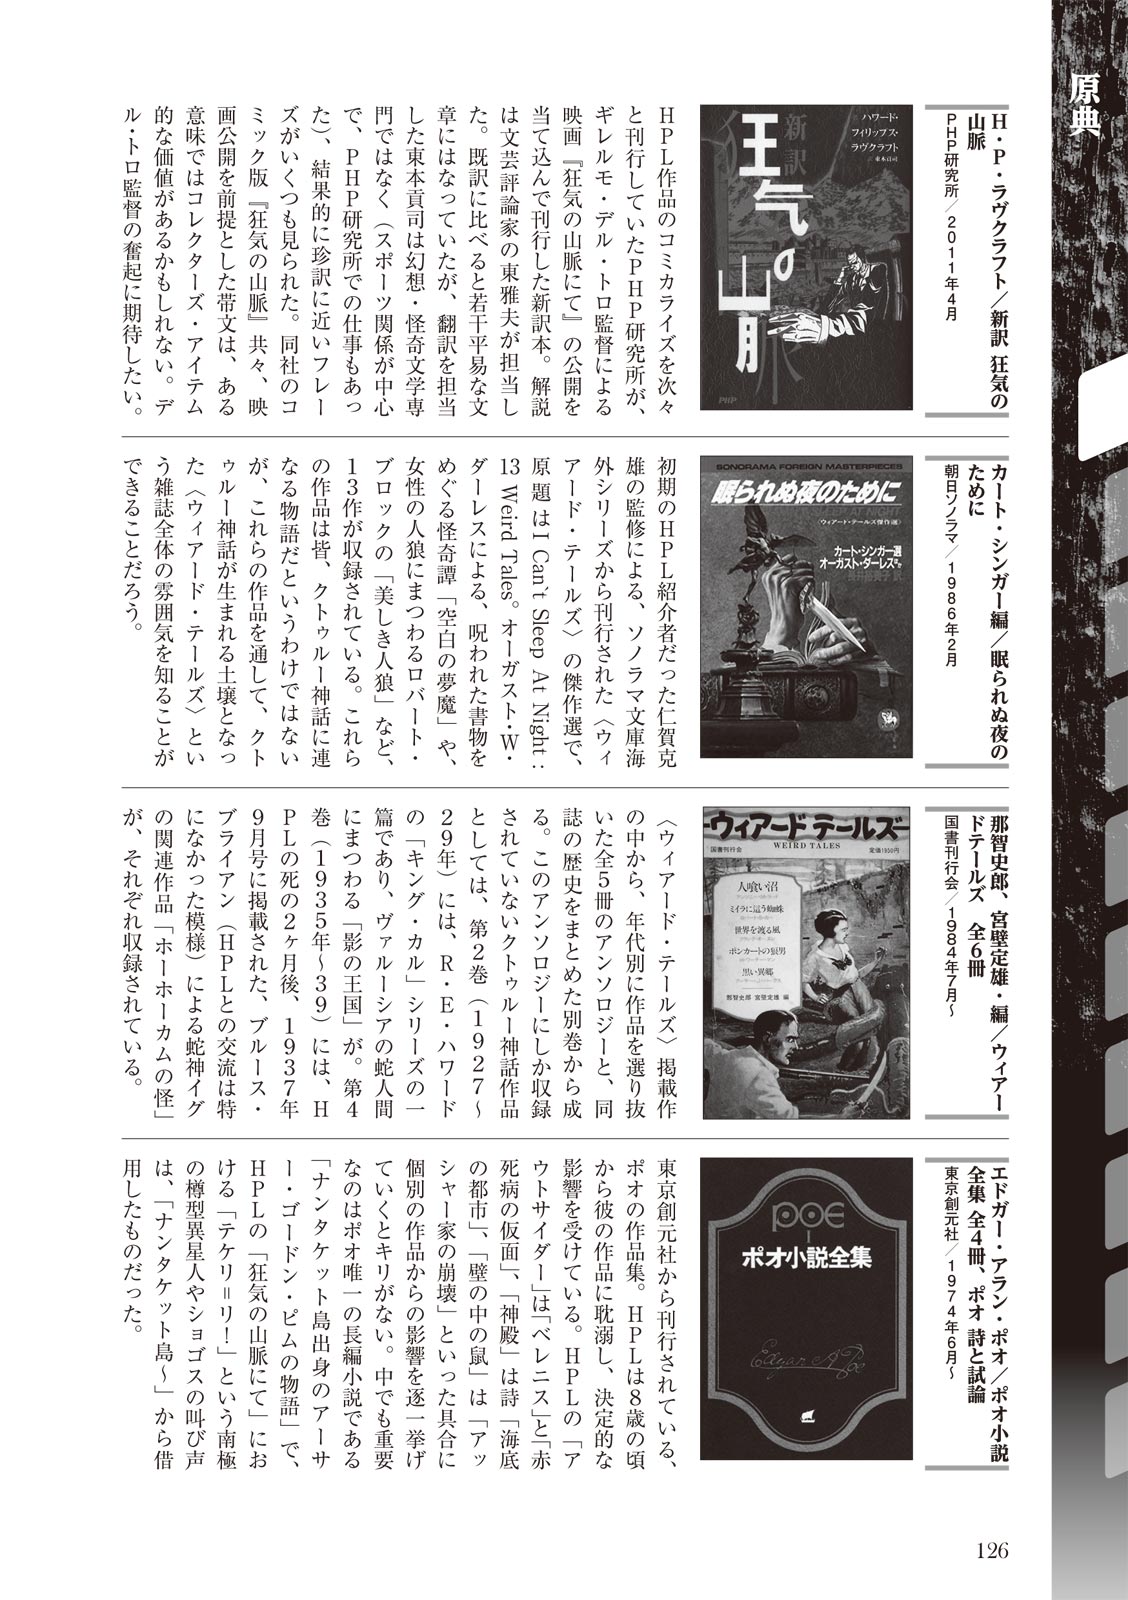 原典
H・P・ラヴクラフト／新訳 狂気の
山脈
PHP研究所／2011年4月
ハワード・
フィリップス・
ラヴクラフト
東本貢司
新訳
狂気の山脈
PHP
HPL作品のコミカライズを次々
と刊行していたPHP研究所が、
ギレルモ・デル・トロ監督による
映画『狂気の山脈にて』の公開を
当て込んで刊行した新訳本。解説
は文芸評論家の東雅夫が担当し
た。既訳に比べると若干平易な文
章にはなっていたが、翻訳を担当
した東本貢司は幻想・怪奇文学専
門ではなく（スポーツ関係が中心
で、PHP研究所での仕事もあっ
た）、結果的に珍訳に近いフレー
ズがいくつも見られた。同社のコ
ミック版『狂気の山脈』共々、映
画公開を前提とした帯文は、ある
意味ではコレクターズ・アイテム
的な価値があるかもしれない。デ
ル・トロ監督の奮起に期待したい。
カート・シンガー編／眠られぬ夜の
ために
朝日ソノラマ／1986年2月
SONORAMA FOREIGN MASTERPIECES
眠られぬ夜のために
〈ウィアード・テールズ傑作選〉
カート・シンガー選
オーガスト・ダーレス他
初期のHPL紹介者だった仁賀克
雄の監修による、ソノラマ文庫海
外シリーズから刊行された〈ウィ
アード・テールズ〉の傑作選で、
原題はI Can`t Sleep At Night :
13 Weird Tales。オーガスト・W・
ダーレスによる、呪われた書物を
めぐる怪奇譚「空白の夢魔」や、
女性の人狼にまつわるロバート・
ブロックの「美しき人狼」など、
13作が収録されている。これら
の作品は皆、クトゥルー神話に連
なる物語だというわけではない
が、これらの作品を通して、クト
ゥルー神話が生まれる土壌となっ
た〈ウィアード・テールズ〉とい
う雑誌全体の雰囲気を知ることが
できることだろう。
那智史郎、宮壁定雄・編／ウィアー
ドテールズ　全6冊
国書刊行会／1984年7月〜
ウィアードテールズ
国書刊行会
WEIRD TALES
定価1950円
人喰い沼
ミイラに這う蜘蛛
世界を渡る風
ポンカートの狼男
黒い異郷
那智史郎 宮壁定雄 編
〈ウィアード・テールズ〉掲載作
の中から、年代別に作品を選り抜
いた全5冊のアンソロジーと、同
誌の歴史をまとめた別巻から成
る。このアンソロジーにしか収録
されていないクトゥルー神話作品
としては、第2巻（1927〜
29年）には、R・E・ハワード
の「キング・カル」シリーズの一
篇であり、ヴァルーシアの蛇人間
にまつわる「影の王国」が。第4
巻（1935年〜39）には、H
PLの死の2ヶ月後、1937年
9月号に掲載された、ブルース・
ブライアン（HPLとの交流は特
になかった模様）による蛇神イグ
の関連作品「ホーホーカムの怪」
が、それぞれ収録されている。
エドガー・アラン・ポオ／ポオ小説
全集 全4冊、ポオ 詩と試論
東京創元社／1974年6月〜
POE
I
ポオ小説全集
Edgar A Poe
東京創元社から刊行されている、
ポオの作品集。HPLは8歳の頃
から彼の作品に耽溺し、決定的な
影響を受けている。HPLの「ア
ウトサイダー」は「ベレニス」と「赤
死病の仮面」、「神殿」は詩「海底
の都市」、「壁の中の鼠」は「アッ
シャー家の崩壊」といった具合に
個別の作品からの影響を逐一挙げ
ていくとキリがない。中でも重要
なのはポオ唯一の長編小説である
「ナンタケット島出身のアーサ
ー・ゴードン・ピムの物語」で、
HPLの「狂気の山脈にて」にお
ける「テケリ＝リ！」という南極
の樽型異星人やショゴスの叫び声
は、「ナンタケット島〜」から借
用したものだった。
126